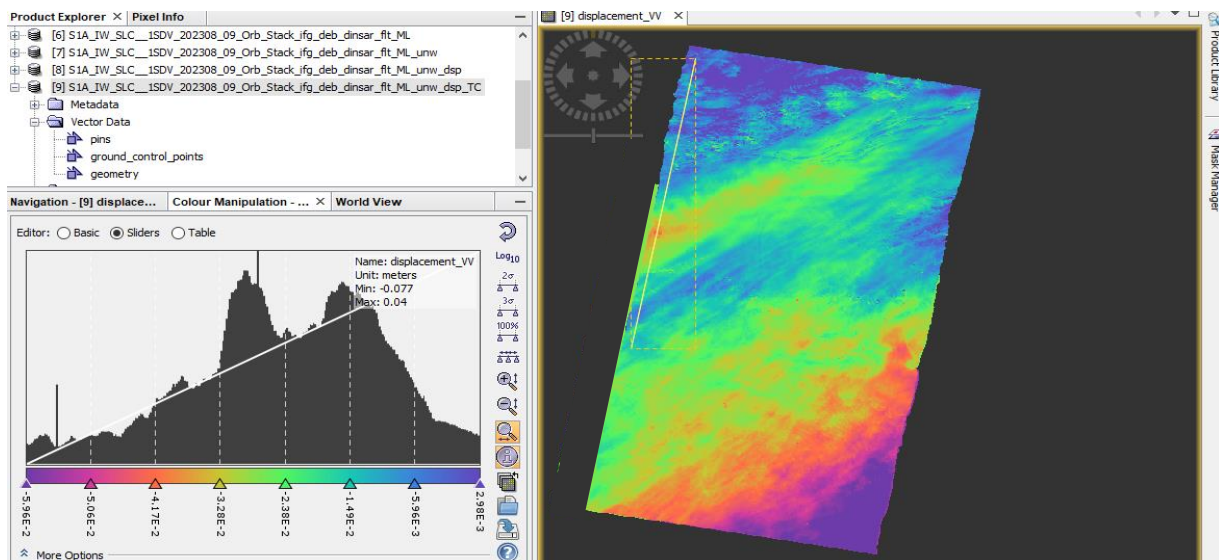 Product Explorer × Pixel Info
[6] S1A_IW_SLC__1SDV_202308_09_Orb_Stack_ifg_deb_dinsar_flt_ML
[7] S1A_IW_SLC__1SDV_202308_09_Orb_Stack_ifg_deb_dinsar_flt_ML_unw
[8] S1A_IW_SLC__1SDV_202308_09_Orb_Stack_ifg_deb_dinsar_flt_ML_unw_dsp
[9] S1A_IW_SLC__1SDV_202308_09_Orb_Stack_ifg_deb_dinsar_flt_ML_unw_dsp_TC
Metadata
Vector Data
pins
ground_control_points
geometry
Navigation - [9] displace... Colour Manipulation - ... × World View
Editor: Basic Sliders Table
Name: displacement_VV
Unit: meters
Min: -0.077
Max: 0.04
Log10
2σ
3σ
100%
-5.96E-2
-5.06E-2
-4.17E-2
-3.28E-2
-2.38E-2
-1.49E-2
-5.96E-3
2.98E-3
More Options
[9] displacement_VV ×
Product Library
Mask Manager